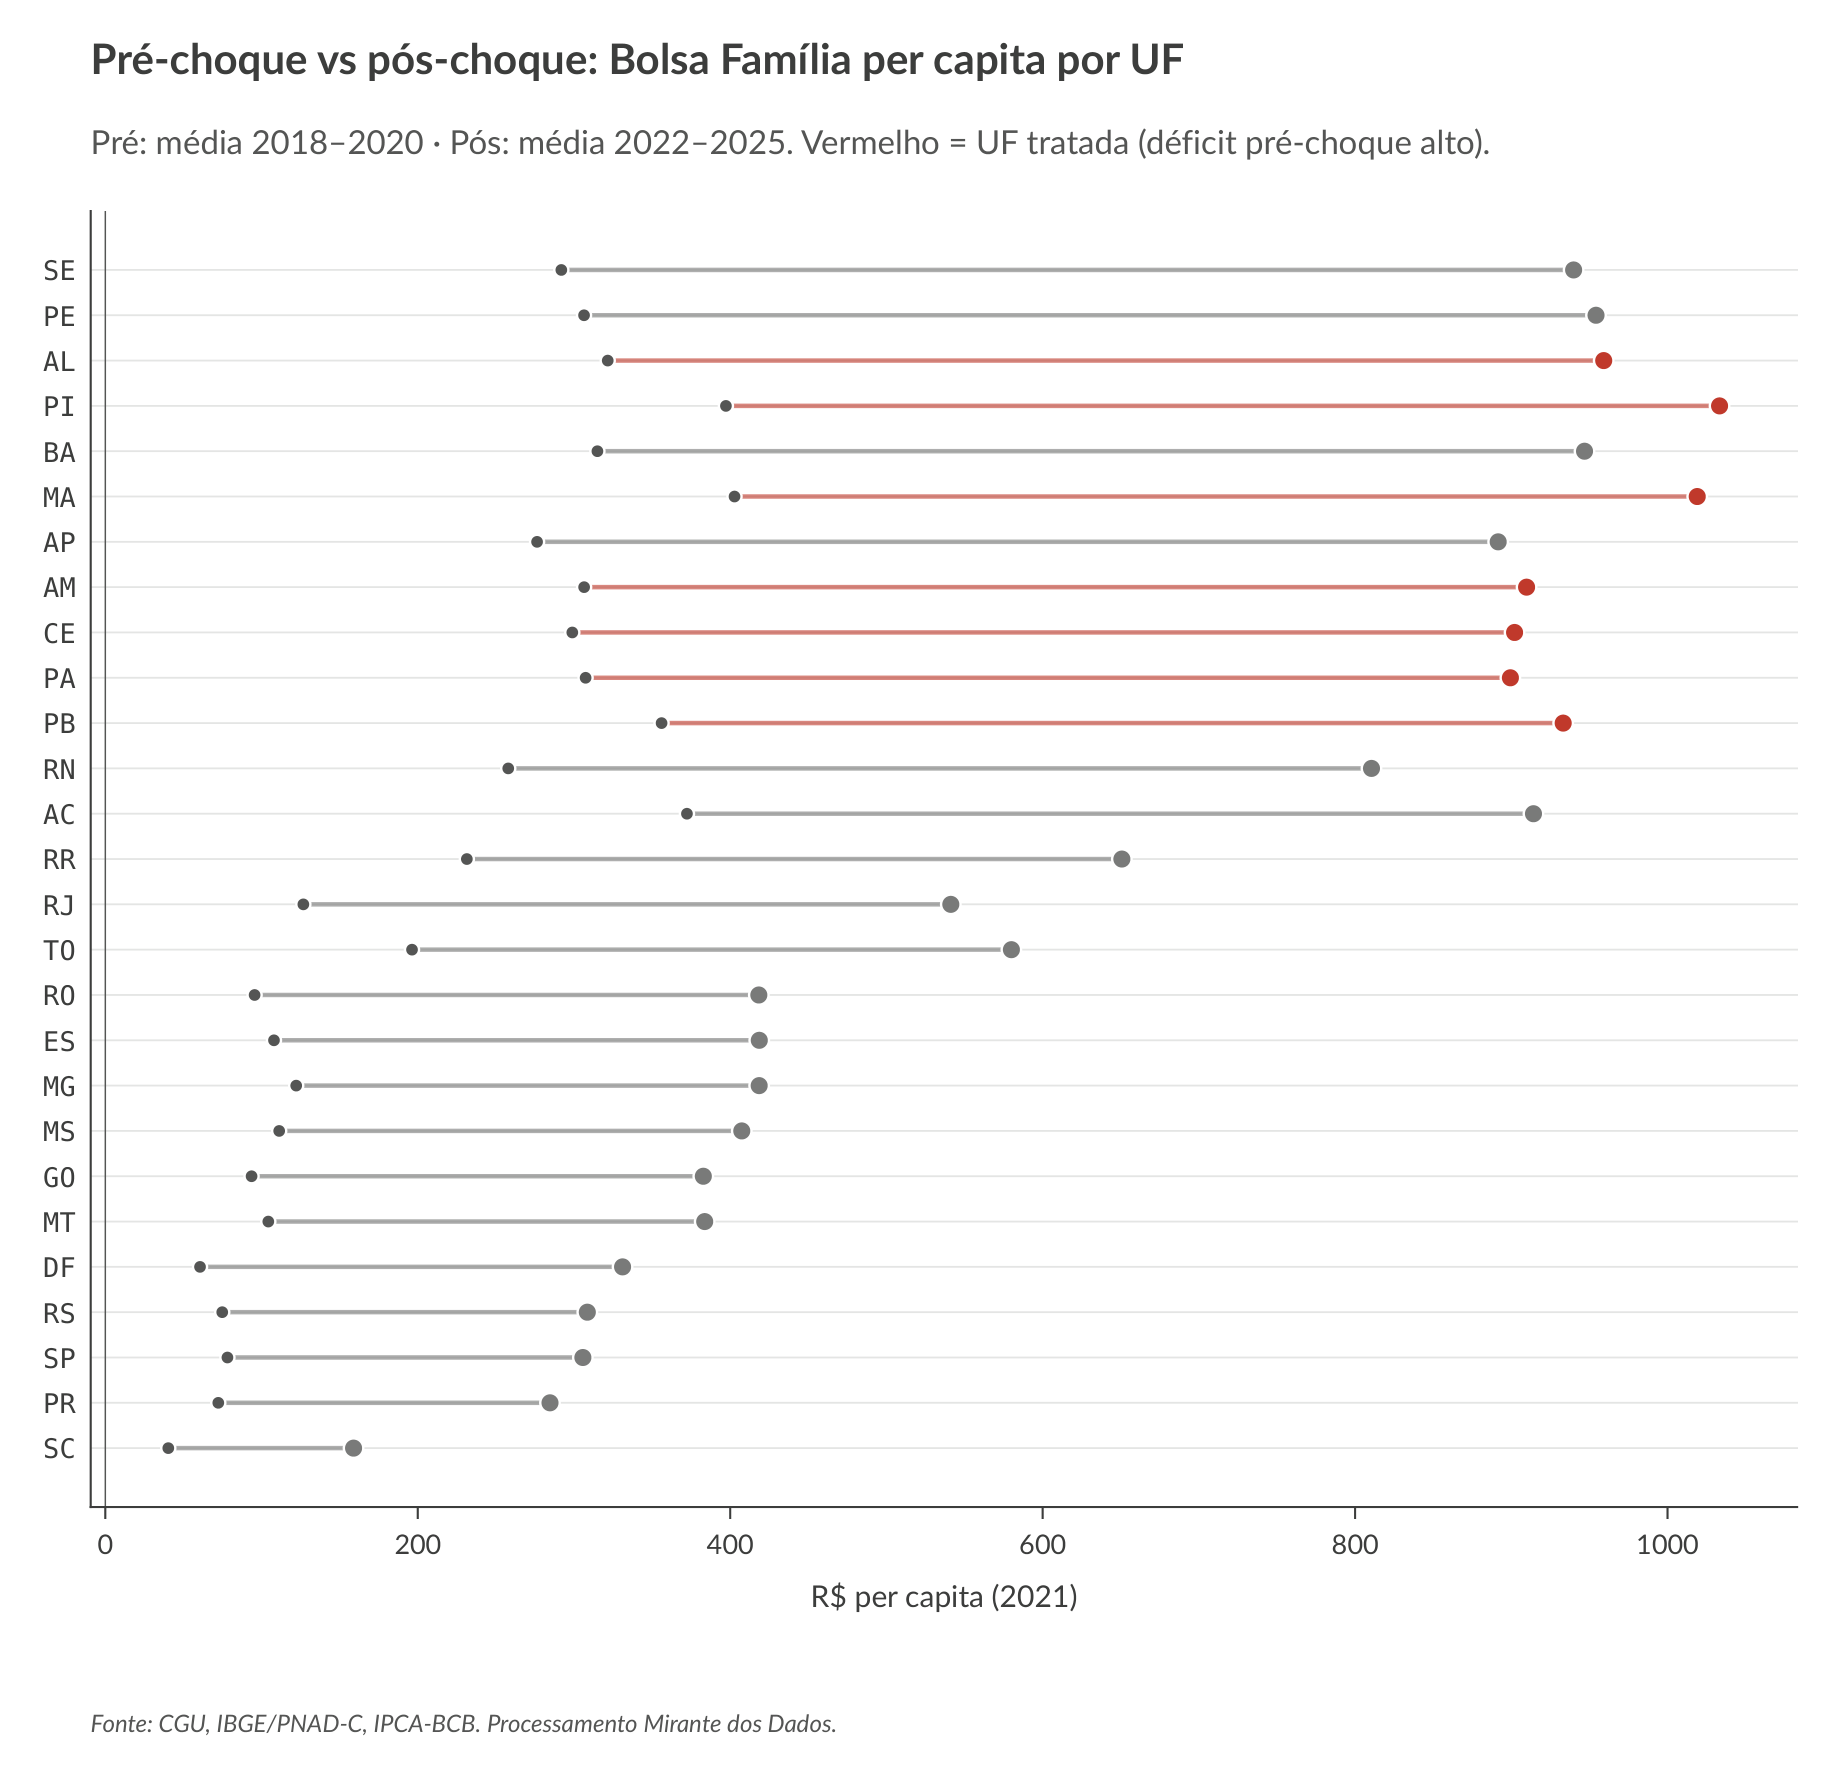 Pré-choque vs pós-choque: Bolsa Família per capita por UF
Pré: média 2018–2020 · Pós: média 2022–2025. Vermelho = UF tratada (déficit pré-choque alto).
SE
PE
AL
PI
BA
MA
AP
AM
CE
PA
PB
RN
AC
RR
RJ
TO
RO
ES
MG
MS
GO
MT
DF
RS
SP
PR
SC
0 200 400 600 800 1000
R$ per capita (2021)
Fonte: CGU, IBGE/PNAD-C, IPCA-BCB. Processamento Mirante dos Dados.